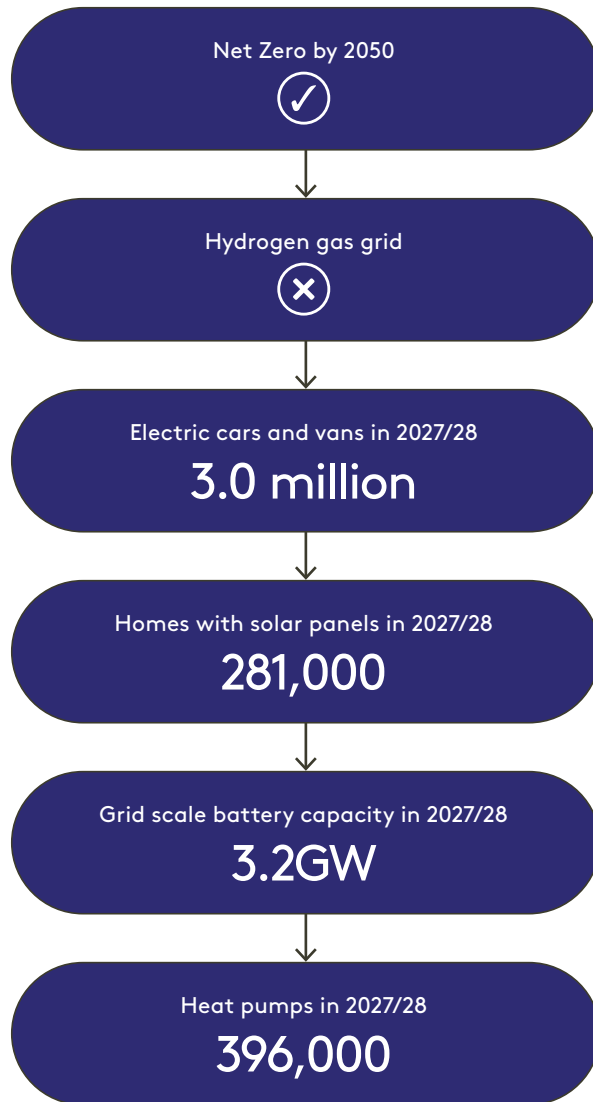 Net Zero by 2050
✓
Hydrogen gas grid
×
Electric cars and vans in 2027/28
3.0 million
Homes with solar panels in 2027/28
281,000
Grid scale battery capacity in 2027/28
3.2GW
Heat pumps in 2027/28
396,000